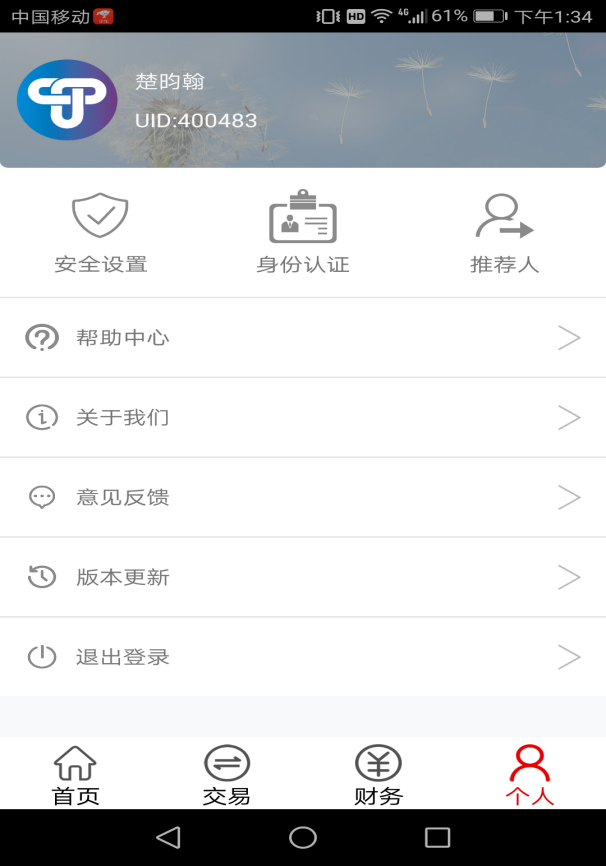 中国移动 HD 4G 61% 下午1:34
楚昀翰
UID:400483
安全设置 身份认证 推荐人
帮助中心
关于我们
意见反馈
版本更新
退出登录
首页 交易 财务 个人